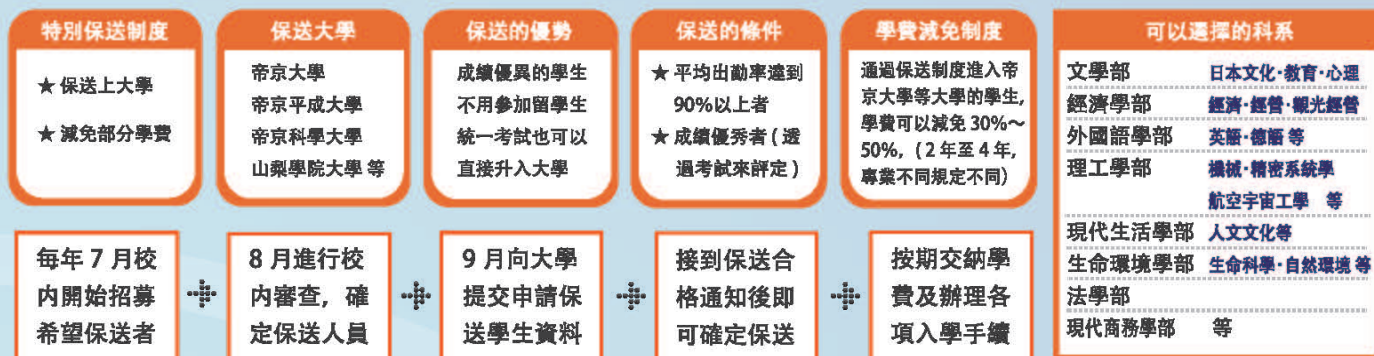 特別保送制度
★ 保送上大學
★ 減免部分學費
保送大學
帝京大學
帝京平成大學
帝京科學大學
山梨學院大學 等
保送的優勢
成績優異的學生
不用參加留學生
統一考試也可以
直接升入大學
保送的條件
★ 平均出勤率達到
90%以上者
★ 成績優秀者 ( 透
過考試來評定 )
學費減免制度
通過保送制度進入帝
京大學等大學的學生,
學費可以減免 30%～
50%, ( 2 年至 4 年,
專業不同規定不同)
可以選擇的科系
文學部 日本文化·教育·心理
經濟學部 經濟·經營·觀光經營
外國語學部 英語·德語 等
理工學部 機械·精密系統學
航空宇宙工學 等
現代生活學部 人文文化等
生命環境學部 生命科學·自然環境 等
法學部
現代商務學部 等
每年 7 月校
內開始招募
希望保送者
8 月進行校
內審查, 確
定保送人員
9 月向大學
提交申請保
送學生資料
接到保送合
格通知後即
可確定保送
按期交納學
費及辦理各
項入學手續